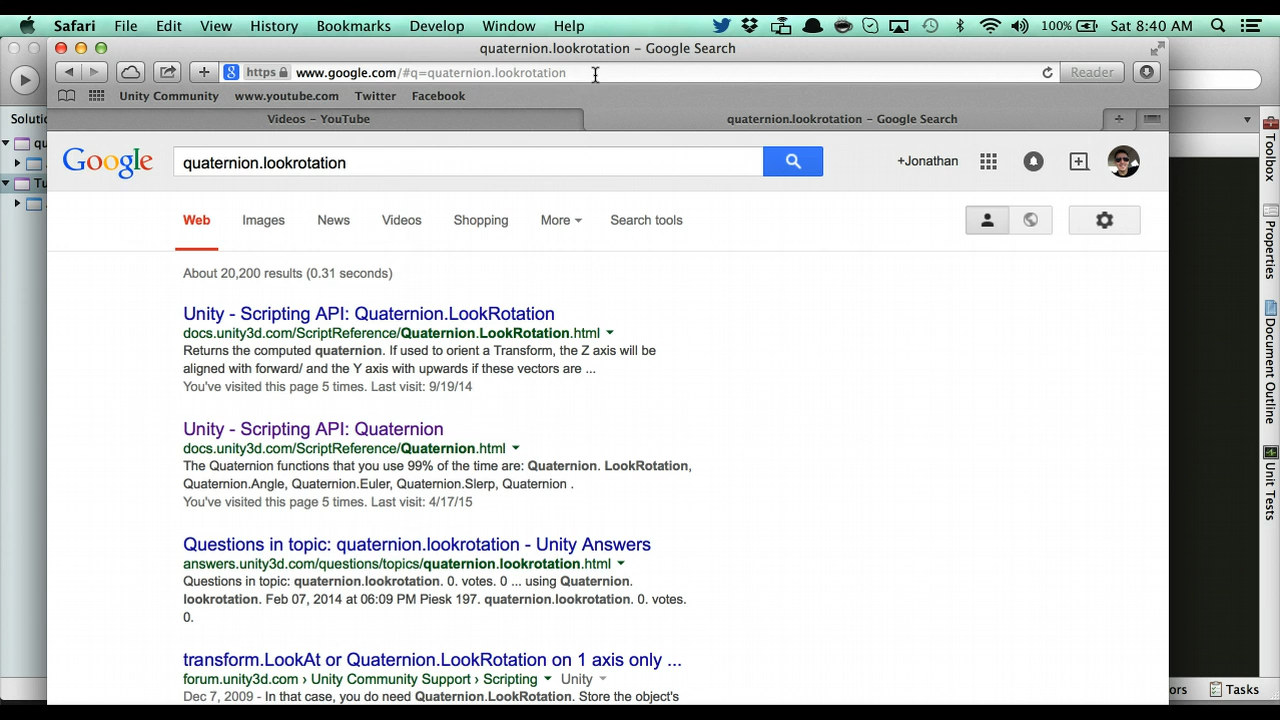 Safari File Edit View History Bookmarks Develop Window Help 100% Sat 8:40 AM
quaternion.lookrotation – Google Search
https www.google.com/#q=quaternion.lookrotation Reader
Unity Community www.youtube.com Twitter Facebook
Videos – YouTube quaternion.lookrotation – Google Search
Solutio
qu
Tu
Google quaternion.lookrotation +Jonathan
Web Images News Videos Shopping More Search tools
About 20,200 results (0.31 seconds)
Unity - Scripting API: Quaternion.LookRotation
docs.unity3d.com/ScriptReference/Quaternion.LookRotation.html
Returns the computed quaternion. If used to orient a Transform, the Z axis will be
aligned with forward/ and the Y axis with upwards if these vectors are ...
You've visited this page 5 times. Last visit: 9/19/14
Unity - Scripting API: Quaternion
docs.unity3d.com/ScriptReference/Quaternion.html
The Quaternion functions that you use 99% of the time are: Quaternion. LookRotation,
Quaternion.Angle, Quaternion.Euler, Quaternion.Slerp, Quaternion .
You've visited this page 5 times. Last visit: 4/17/15
Questions in topic: quaternion.lookrotation - Unity Answers
answers.unity3d.com/questions/topics/quaternion.lookrotation.html
Questions in topic: quaternion.lookrotation. 0. votes. 0 ... using Quaternion.
lookrotation. Feb 07, 2014 at 06:09 PM Piesk 197. quaternion.lookrotation. 0. votes.
0.
transform.LookAt or Quaternion.LookRotation on 1 axis only ...
forum.unity3d.com › Unity Community Support › Scripting Unity
Dec 7, 2009 - In that case, you do need Quaternion.LookRotation. Store the object's
Toolbox
Properties
Document Outline
Unit Tests
ors Tasks